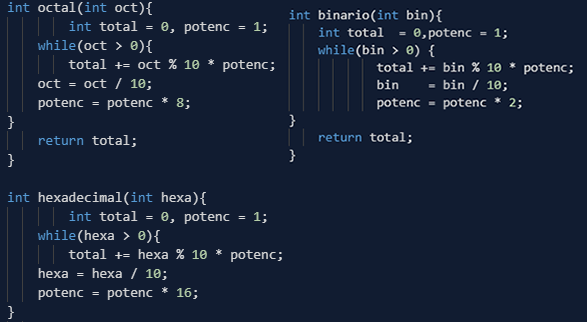 int octal(int oct){
int total = 0, potenc = 1;
while(oct > 0){
total += oct % 10 * potenc;
oct = oct / 10;
potenc = potenc * 8;
}
return total;
}
int binario(int bin){
int total  = 0,potenc = 1;
while(bin > 0) {
total += bin % 10 * potenc;
bin    = bin / 10;
potenc = potenc * 2;
}
return total;
}
int hexadecimal(int hexa){
int total = 0, potenc = 1;
while(hexa > 0){
total += hexa % 10 * potenc;
hexa = hexa / 10;
potenc = potenc * 16;
}